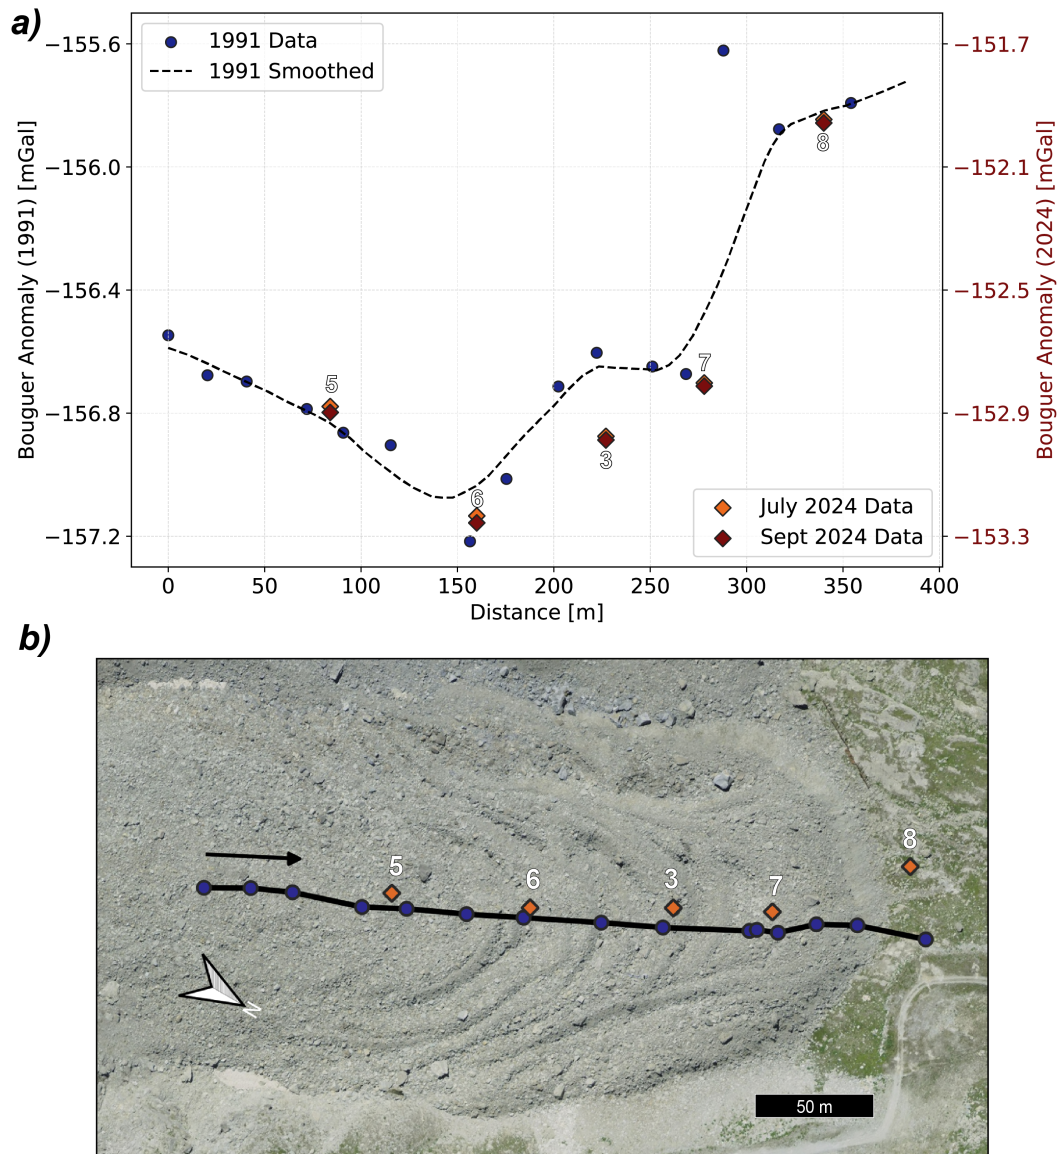 a)
1991 Data
1991 Smoothed
−155.6
−156.0
−156.4
−156.8
−157.2
Bouguer Anomaly (1991) [mGal]
−151.7
−152.1
−152.5
−152.9
−153.3
Bouguer Anomaly (2024) [mGal]
5
6
3
7
8
July 2024 Data
Sept 2024 Data
0 50 100 150 200 250 300 350 400
Distance [m]
b)
5
6
3
7
8
N
50 m